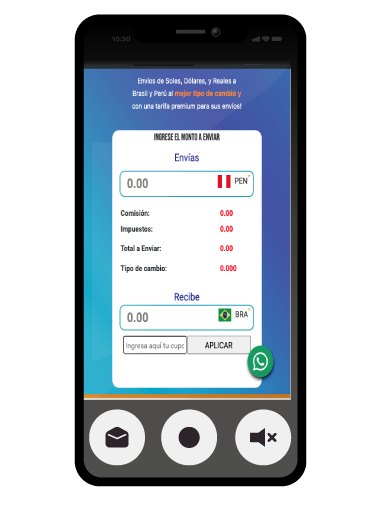 10:30
Envíos de Soles, Dólares, y Reales a
Brasil y Perú al mejor tipo de cambio y
con una tarifa premium para sus envíos!
INGRESE EL MONTO A ENVIAR
Envías
0.00 PEN
Comisión: 0.00
Impuestos: 0.00
Total a Enviar: 0.00
Tipo de cambio: 0.000
Recibe
0.00 BRA
Ingresa aquí tu cupo APLICAR